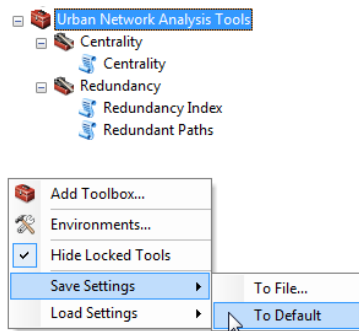 Urban Network Analysis Tools
Centrality
Centrality
Redundancy
Redundancy Index
Redundant Paths
Add Toolbox...
Environments...
Hide Locked Tools
Save Settings
Load Settings
To File...
To Default